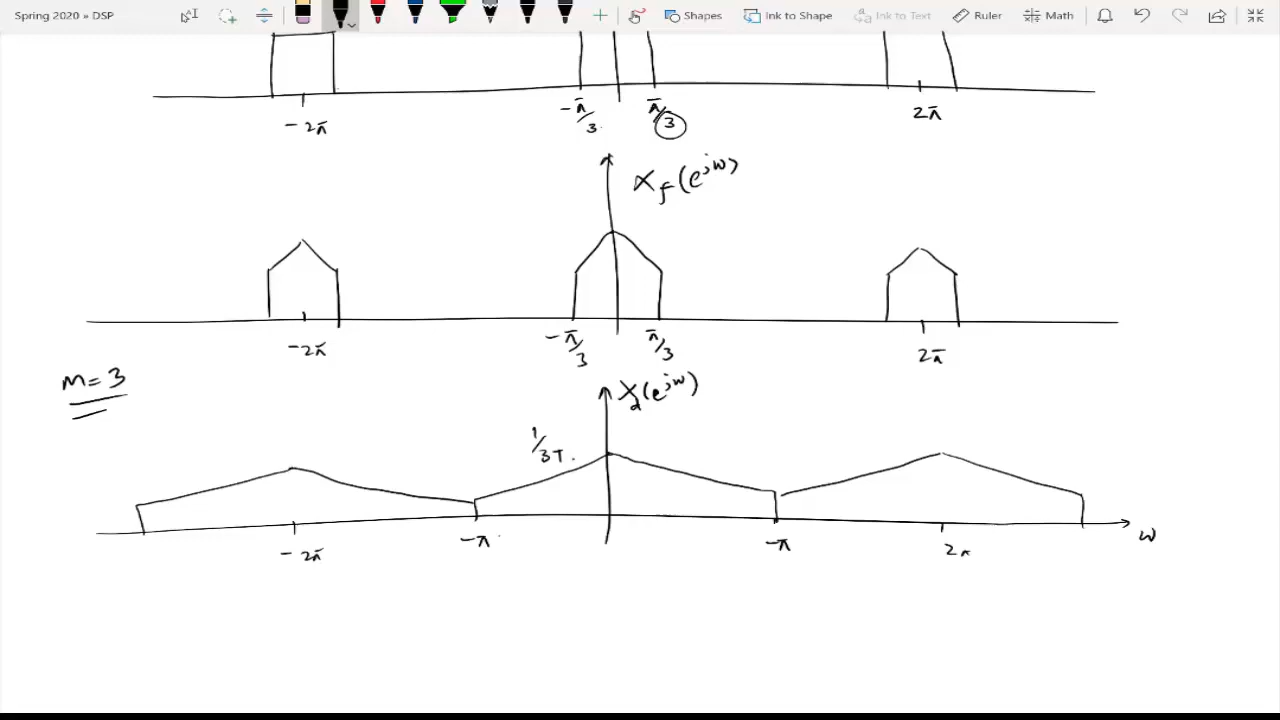 Spring 2020 » DSP
Shapes
Ink to Shape
Ink to Text
Ruler
Math
-2π
-π/3
π/3
2π
X_f(e^{jω})
-2π
-π/3
π/3
2π
M=3
X_d(e^{jω})
1/3T
-2π
-π
-π
2π
ω